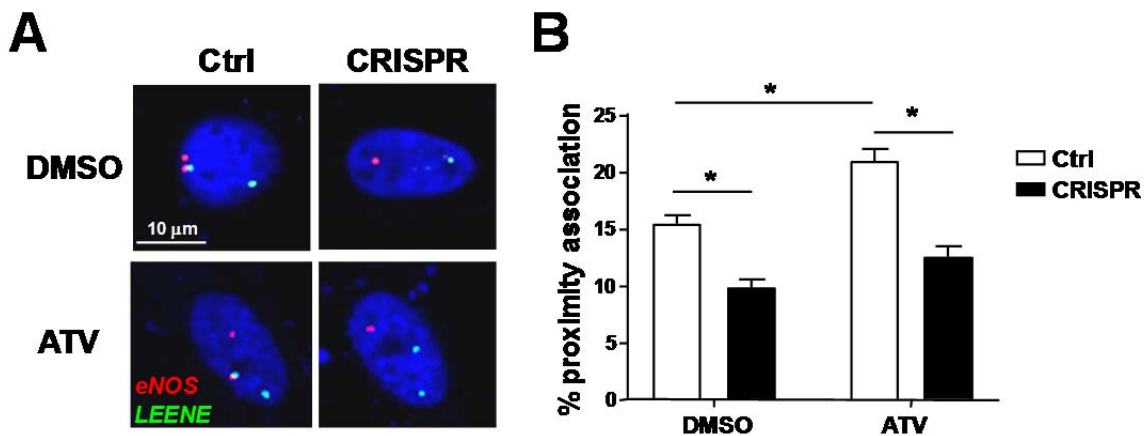 A
Ctrl CRISPR
DMSO
10 µm
ATV
eNOS
LEENE
B
% proximity association
25
20
15
10
5
0
*
*
*
DMSO ATV
Ctrl
CRISPR